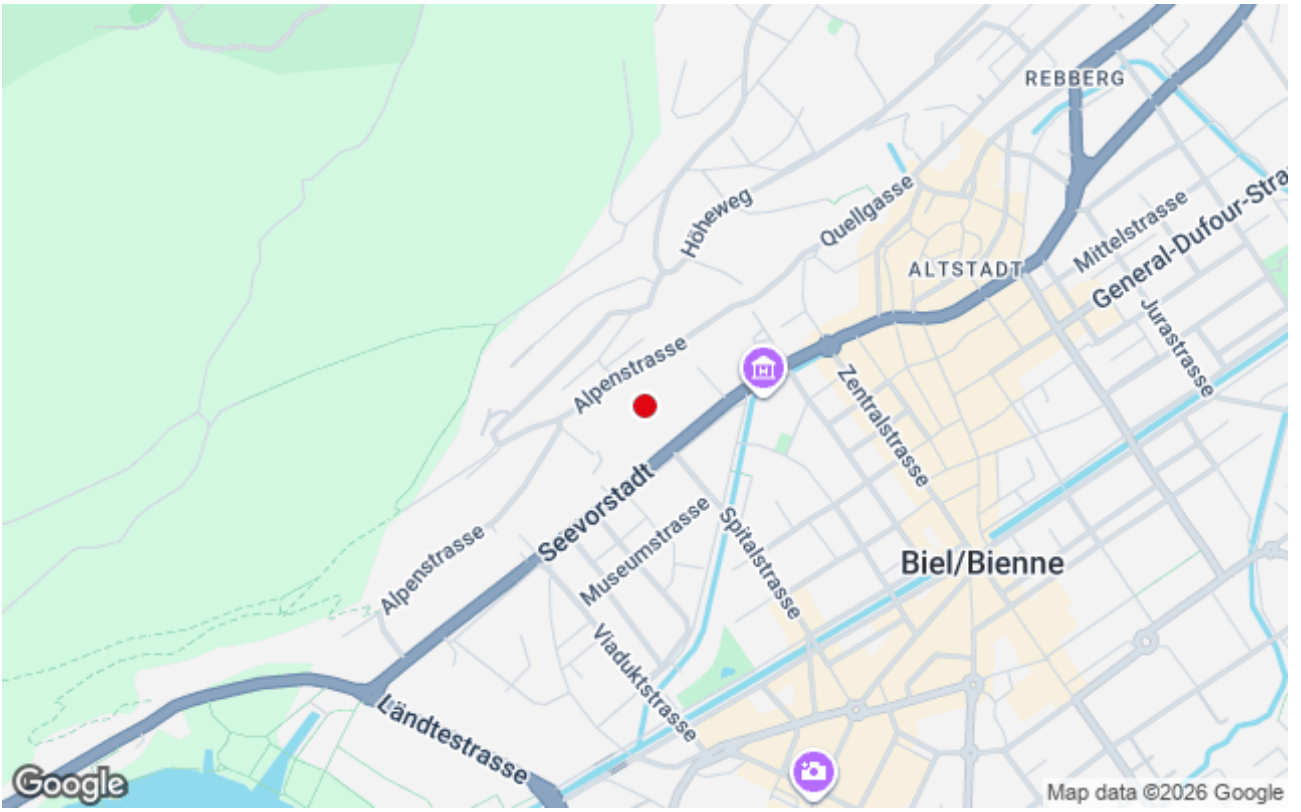 REBBERG
Höheweg
Quellgasse
Mittelstrasse
General-Dufour-Stra
ALTSTADT
Jurastrasse
Alpenstrasse
Zentralstrasse
Seevorstadt
Museumstrasse
Spitalstrasse
Biel/Bienne
Alpenstrasse
Viaduktstrasse
Ländtestrasse
Google
Map data ©2026 Google